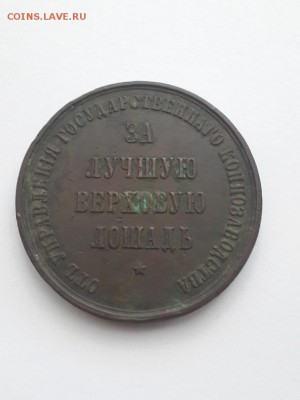 COINS.LAVE.RU
ОТЪ УПРАВЛЕНІЯ ГОСУДАРСТВЕННАГО КОННОЗАВОДСТВА
ЗА
ЛУЧШУЮ
ВЕРХОВУЮ
ЛОШАДЬ